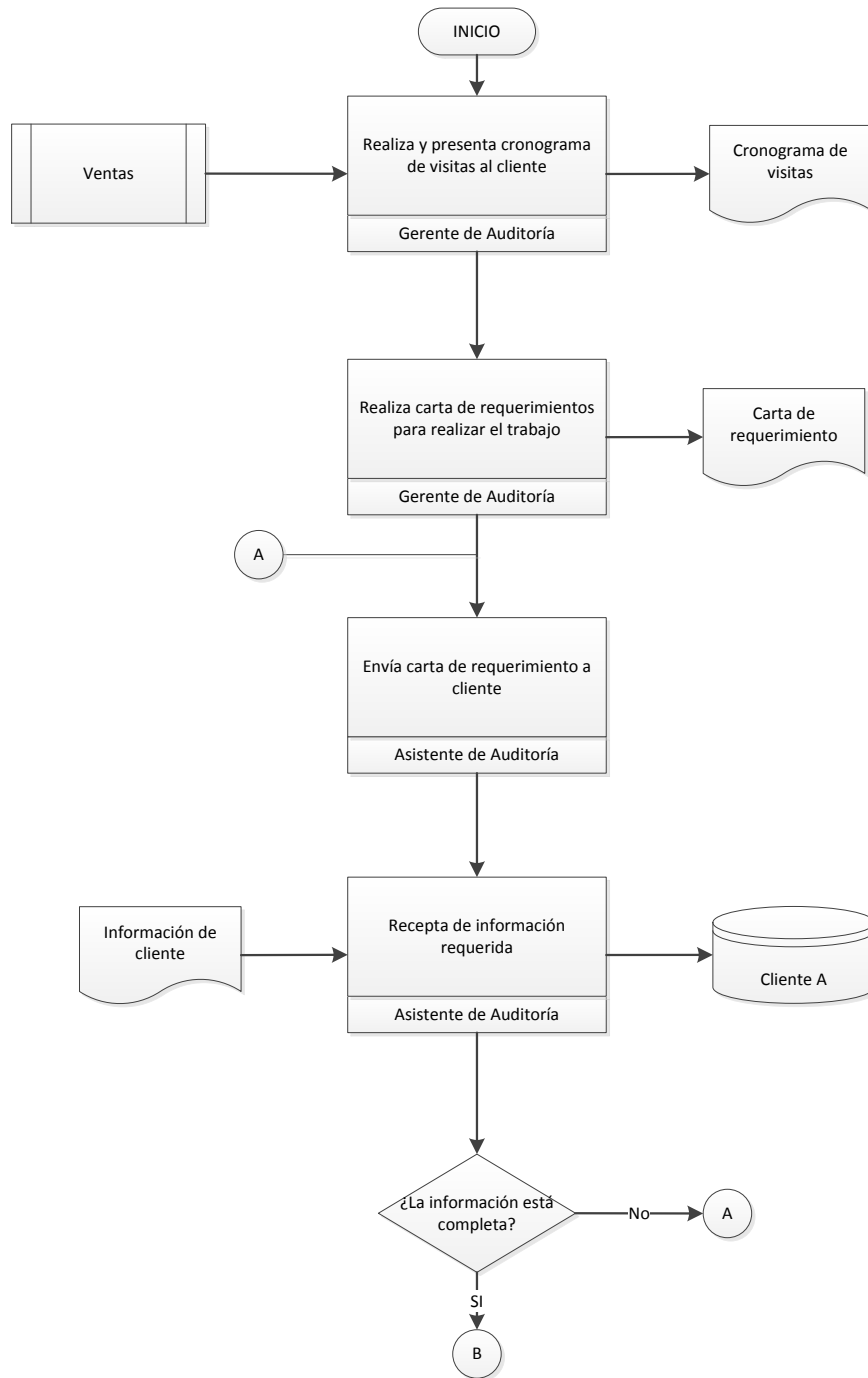 INICIO
Ventas
Realiza y presenta cronograma
de visitas al cliente
Gerente de Auditoría
Cronograma de
visitas
Realiza carta de requerimientos
para realizar el trabajo
Gerente de Auditoría
Carta de
requerimiento
A
Envía carta de requerimiento a
cliente
Asistente de Auditoría
Información de
cliente
Recepta de información
requerida
Asistente de Auditoría
Cliente A
¿La información está
completa?
No
A
SI
B